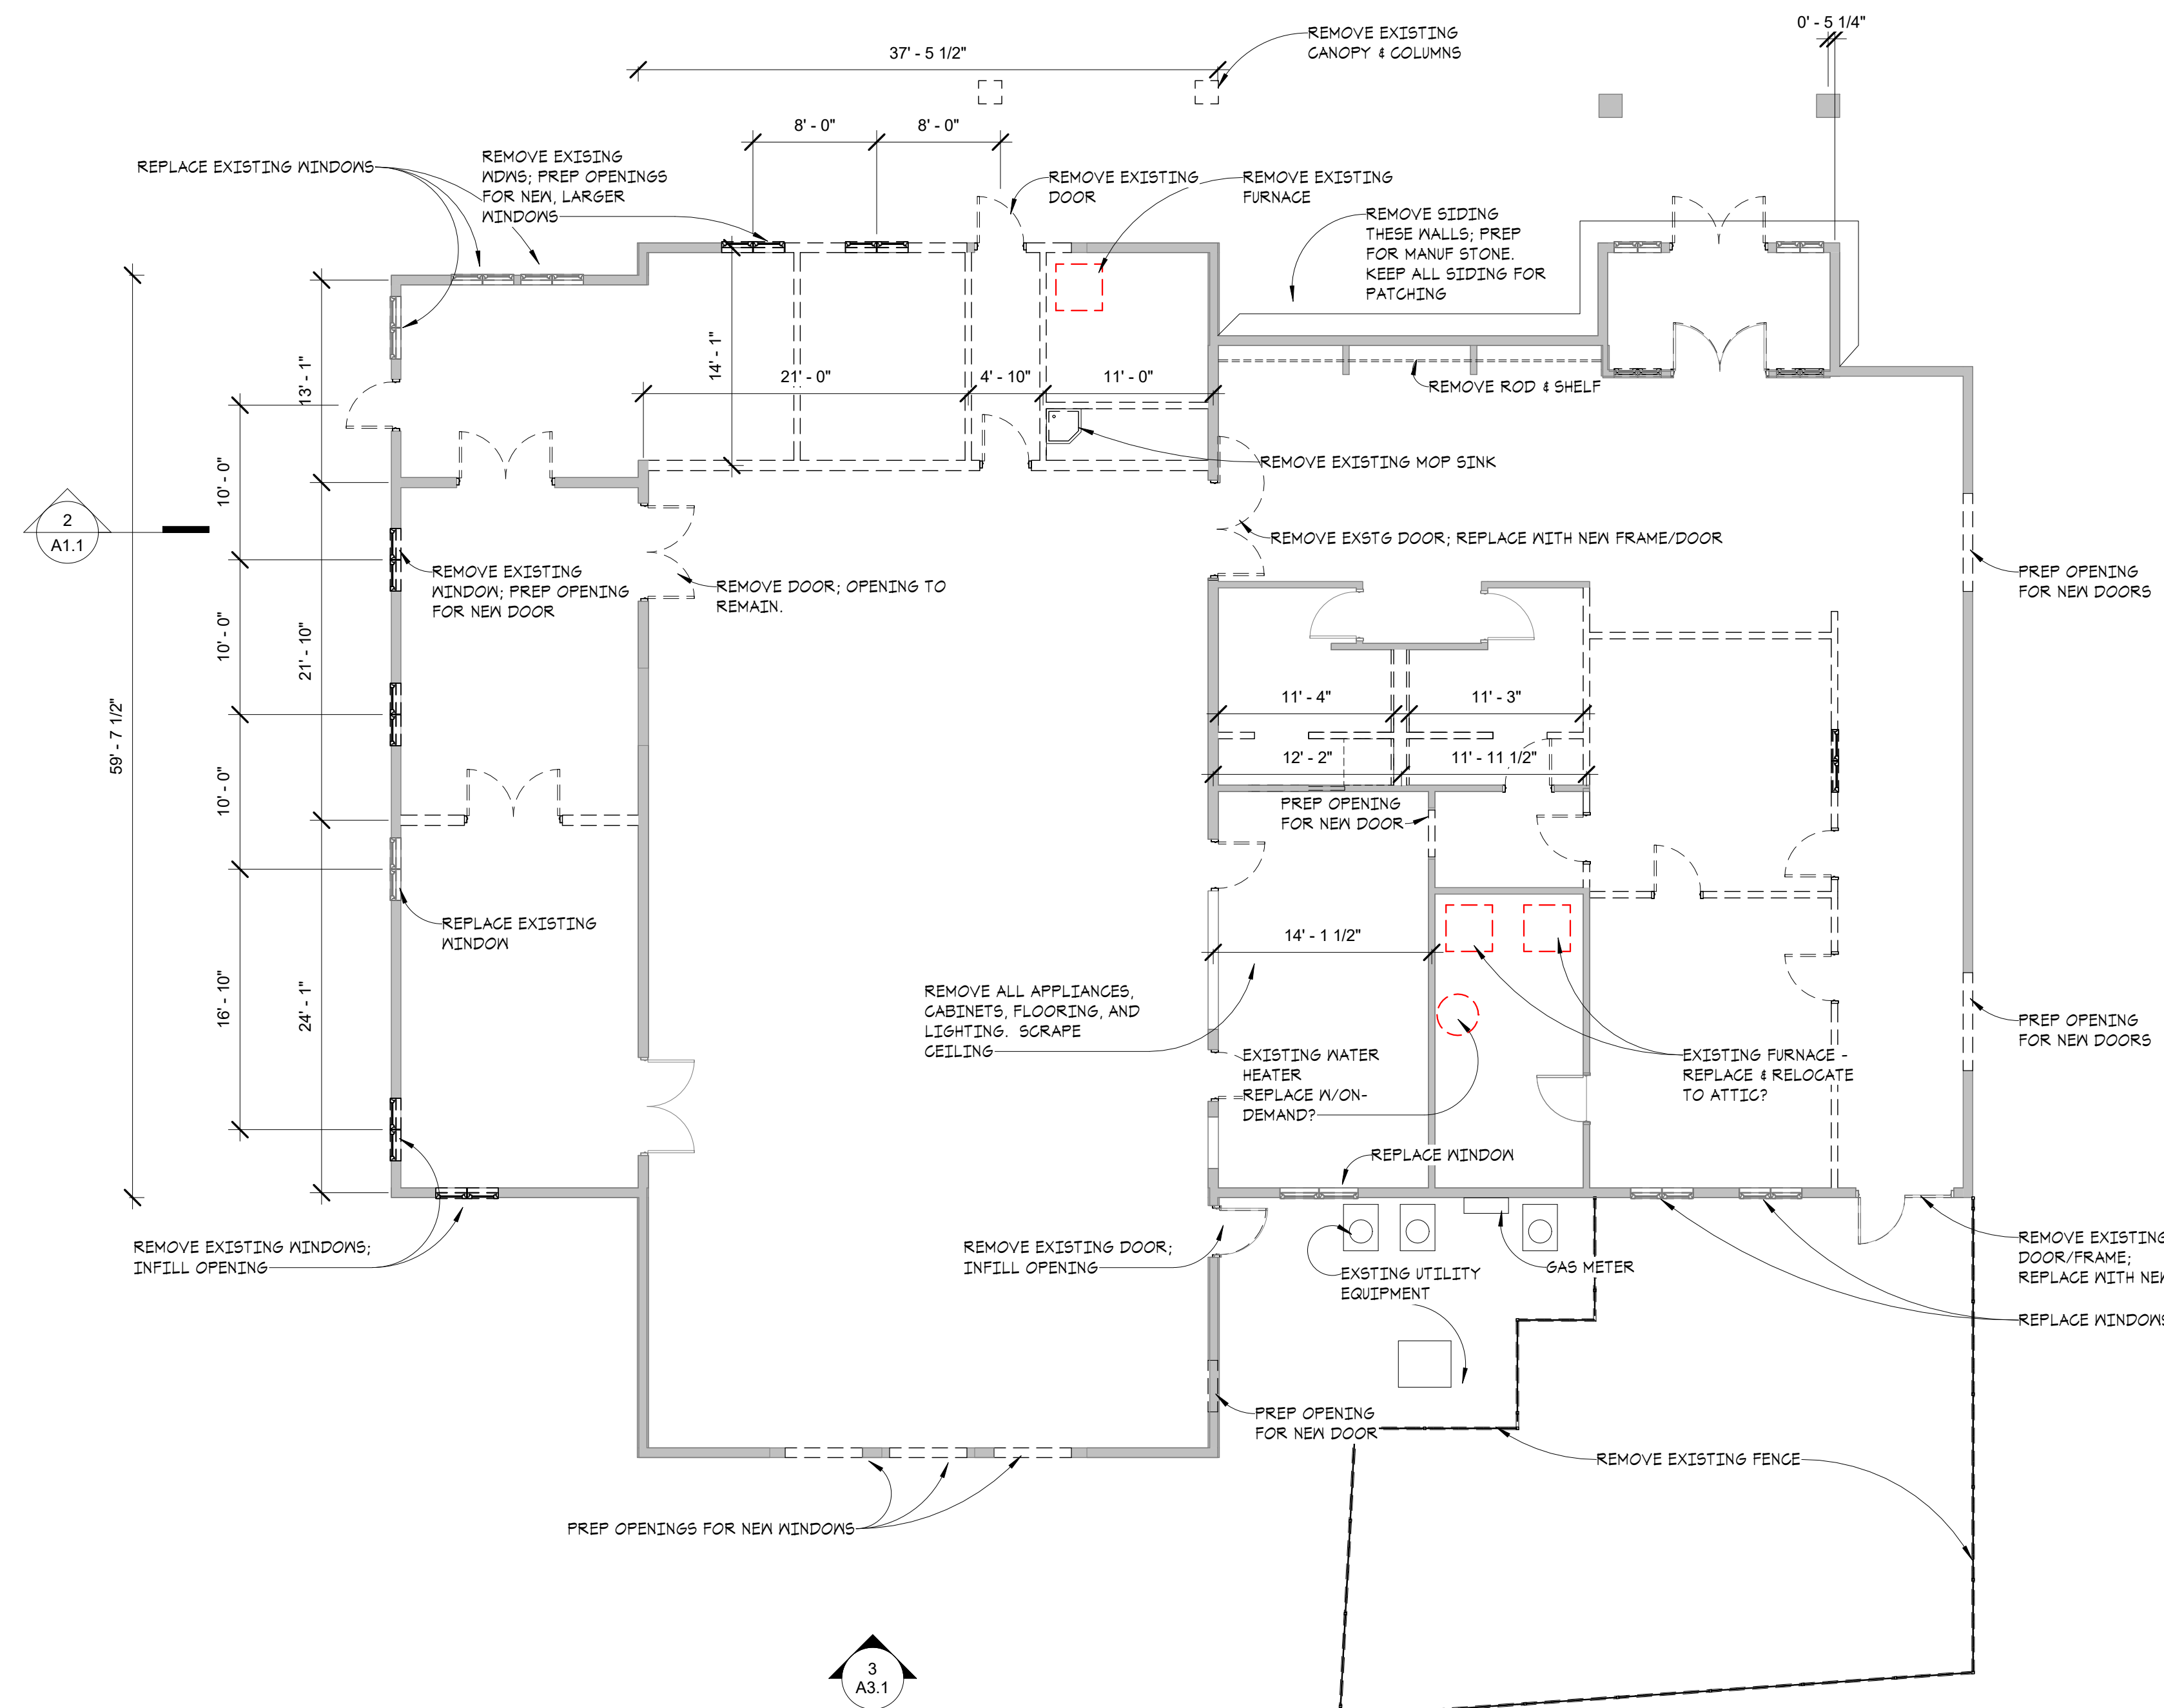 0' - 5 1/4"
REMOVE EXISTING
CANOPY & COLUMNS
37' - 5 1/2"
8' - 0"
8' - 0"
REPLACE EXISTING WINDOWS
REMOVE EXISING
WDWS; PREP OPENINGS
FOR NEW, LARGER
WINDOWS
REMOVE EXISTING
DOOR
REMOVE EXISTING
FURNACE
REMOVE SIDING
THESE WALLS; PREP
FOR MANUF STONE.
KEEP ALL SIDING FOR
PATCHING
13' - 1"
14' - 1"
21' - 0"
4' - 10"
11' - 0"
REMOVE ROD & SHELF
REMOVE EXISTING MOP SINK
10' - 0"
2
A1.1
REMOVE EXSTG DOOR; REPLACE WITH NEW FRAME/DOOR
REMOVE EXISTING
WINDOW; PREP OPENING
FOR NEW DOOR
REMOVE DOOR; OPENING TO
REMAIN.
PREP OPENING
FOR NEW DOORS
10' - 0"
21' - 10"
59' - 7 1/2"
11' - 4"
11' - 3"
12' - 2"
11' - 11 1/2"
10' - 0"
PREP OPENING
FOR NEW DOOR
REPLACE EXISTING
WINDOW
14' - 1 1/2"
16' - 10"
24' - 1"
REMOVE ALL APPLIANCES,
CABINETS, FLOORING, AND
LIGHTING. SCRAPE
CEILING
EXISTING WATER
HEATER
REPLACE W/ON-
DEMAND?
EXISTING FURNACE -
REPLACE & RELOCATE
TO ATTIC?
PREP OPENING
FOR NEW DOORS
REPLACE WINDOW
REMOVE EXISTING WINDOWS;
INFILL OPENING
REMOVE EXISTING DOOR;
INFILL OPENING
EXSTING UTILITY
EQUIPMENT
GAS METER
REMOVE EXISTING
DOOR/FRAME;
REPLACE WITH NEW
REPLACE WINDOWS
PREP OPENING
FOR NEW DOOR
REMOVE EXISTING FENCE
PREP OPENINGS FOR NEW WINDOWS
3
A3.1